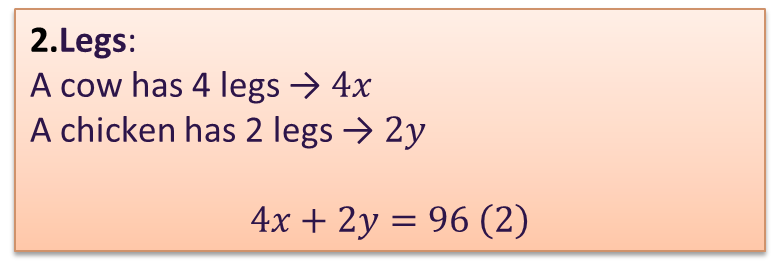 2.Legs:
A cow has 4 legs → 4x
A chicken has 2 legs → 2y
4x + 2y = 96 (2)